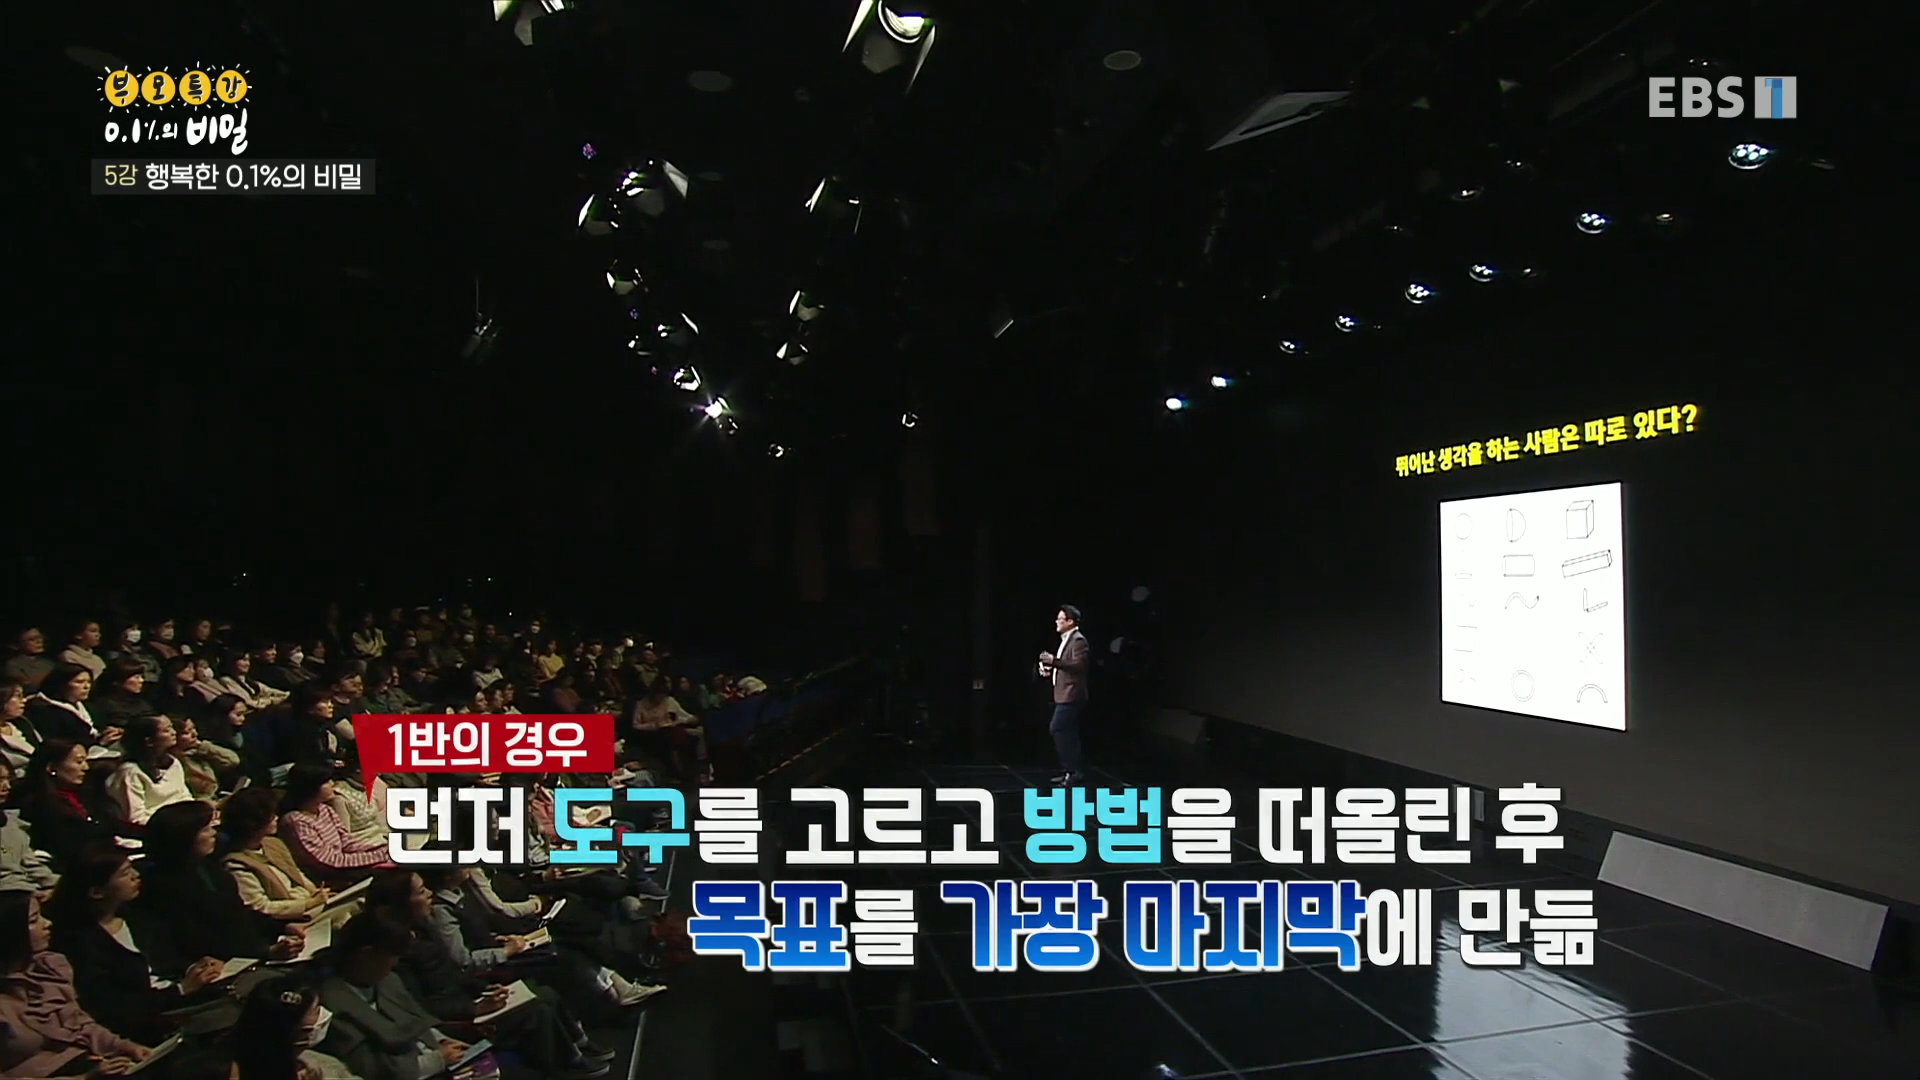 부모특강
0.1%의 비밀
5강 행복한 0.1%의 비밀
EBS 1
뛰어난 생각을 하는 사람은 따로 있다?
1반의 경우
먼저 도구를 고르고 방법을 떠올린 후
목표를 가장 마지막에 만듦